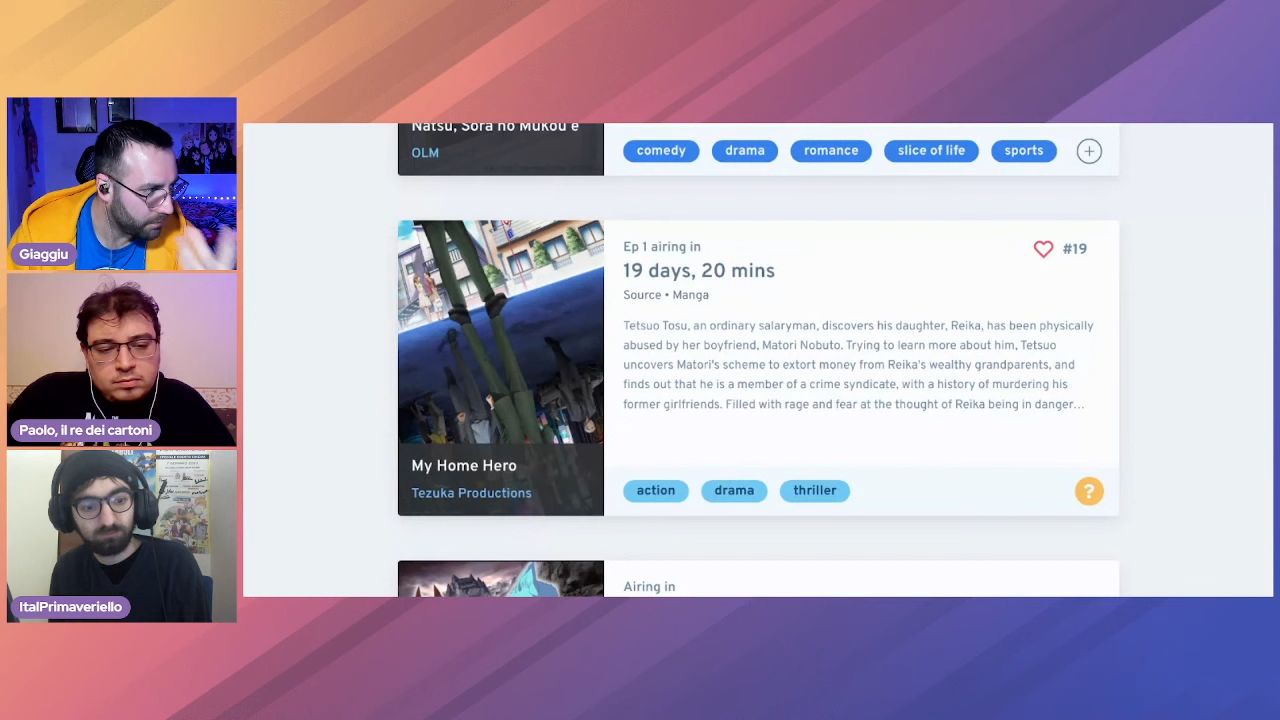 Giaggiu
Paolo, il re dei cartoni
ItalPrimaveriello
Natsu, Sora no Mukou e
OLM
comedy
drama
romance
slice of life
sports
Ep 1 airing in
#19
19 days, 20 mins
Source • Manga
Tetsuo Tosu, an ordinary salaryman, discovers his daughter, Reika, has been physically
abused by her boyfriend, Matori Nobuto. Trying to learn more about him, Tetsuo
uncovers Matori's scheme to extort money from Reika's wealthy grandparents, and
finds out that he is a member of a crime syndicate, with a history of murdering his
former girlfriends. Filled with rage and fear at the thought of Reika being in danger...
My Home Hero
Tezuka Productions
action
drama
thriller
?
Airing in